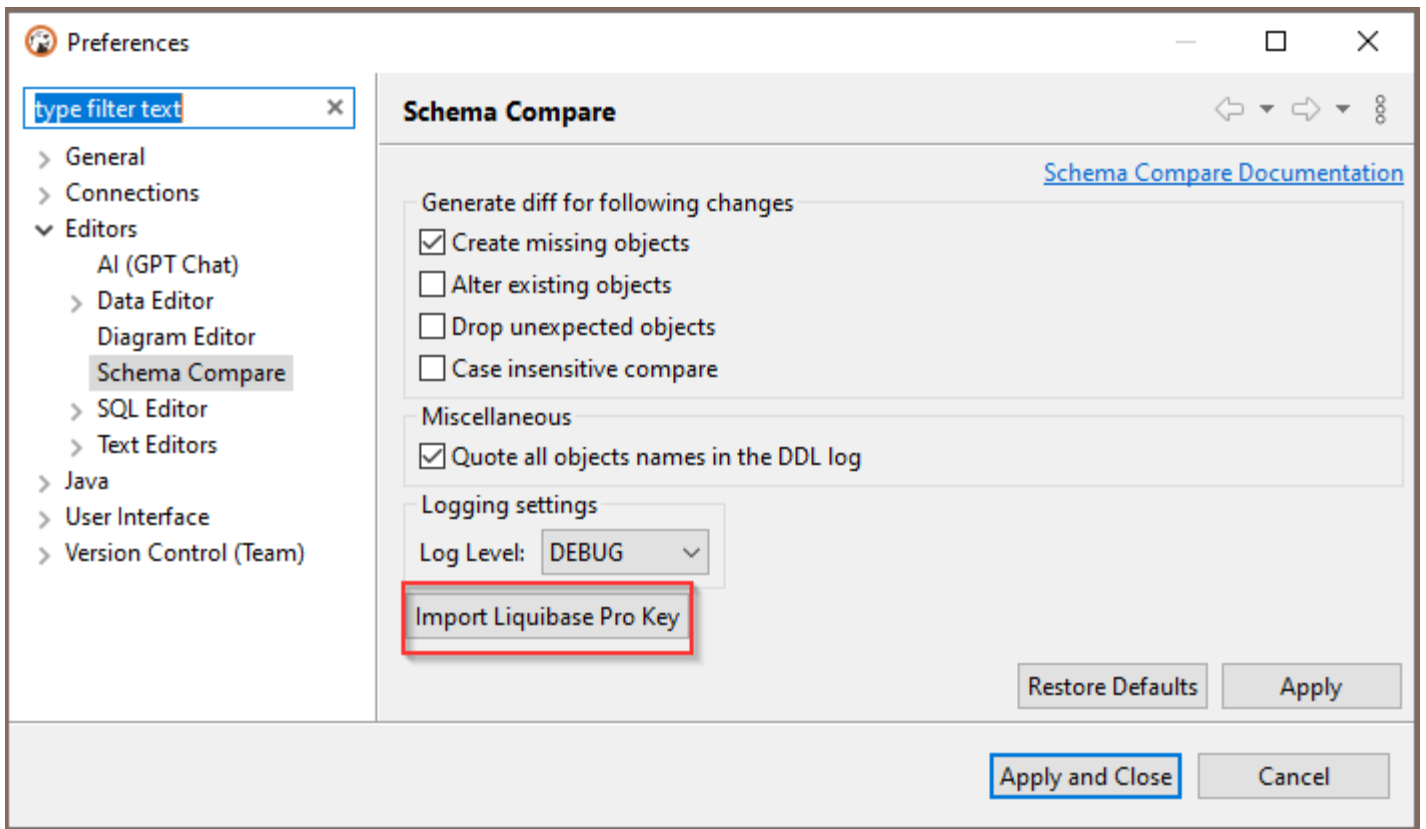 Preferences
type filter text
Schema Compare
General
Connections
Editors
AI (GPT Chat)
Data Editor
Diagram Editor
Schema Compare
SQL Editor
Text Editors
Java
User Interface
Version Control (Team)
Schema Compare Documentation
Generate diff for following changes
Create missing objects
Alter existing objects
Drop unexpected objects
Case insensitive compare
Miscellaneous
Quote all objects names in the DDL log
Logging settings
Log Level: DEBUG
Import Liquibase Pro Key
Restore Defaults Apply
Apply and Close Cancel